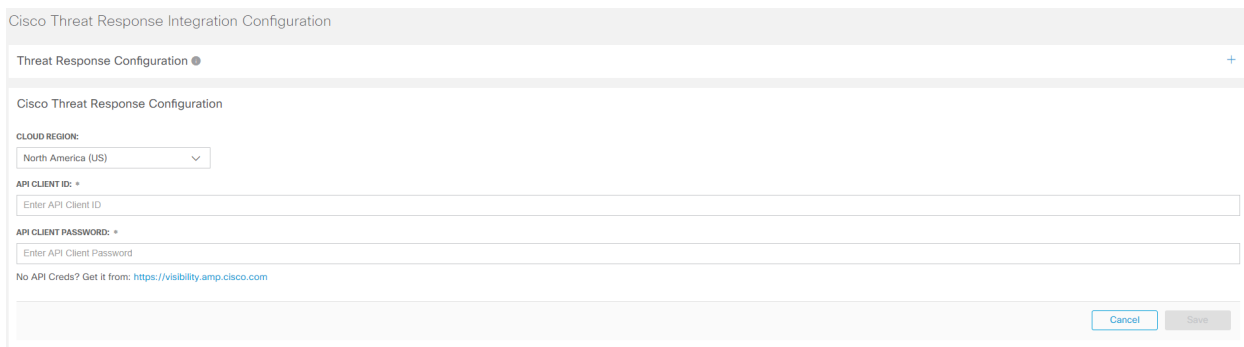 Cisco Threat Response Integration Configuration
Threat Response Configuration
+
Cisco Threat Response Configuration
CLOUD REGION:
North America (US)
API CLIENT ID: *
Enter API Client ID
API CLIENT PASSWORD: *
Enter API Client Password
No API Creds? Get it from: https://visibility.amp.cisco.com
Cancel Save